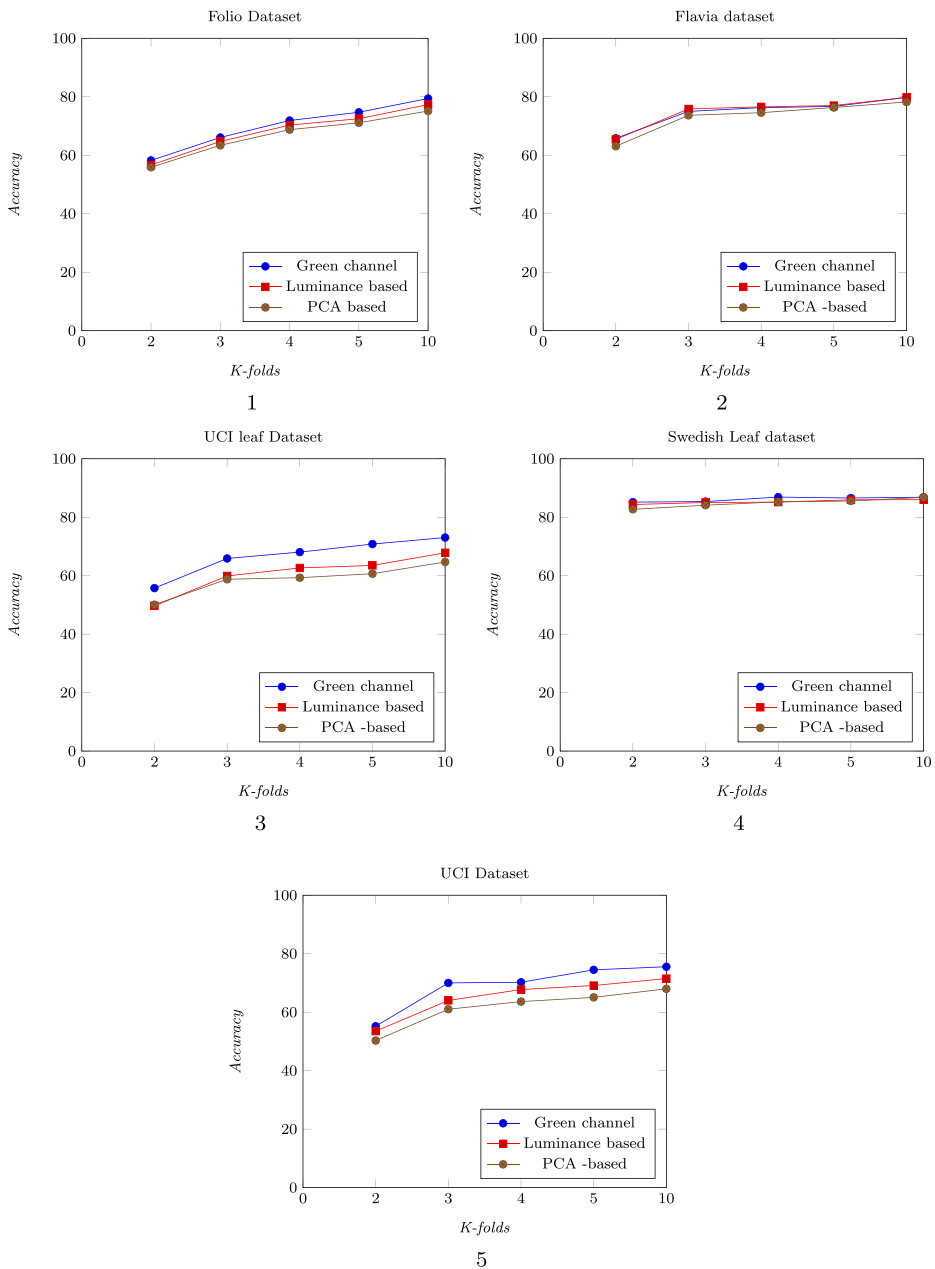 Folio Dataset
100
80
60
40
20
0
Accuracy
Green channel
Luminance based
PCA based
0 2 3 4 5 10
K-folds
1
Flavia dataset
100
80
60
40
20
0
Accuracy
Green channel
Luminance based
PCA -based
0 2 3 4 5 10
K-folds
2
UCI leaf Dataset
100
80
60
40
20
0
Accuracy
Green channel
Luminance based
PCA -based
0 2 3 4 5 10
K-folds
3
Swedish Leaf dataset
100
80
60
40
20
0
Accuracy
Green channel
Luminance based
PCA -based
0 2 3 4 5 10
K-folds
4
UCI Dataset
100
80
60
40
20
0
Accuracy
Green channel
Luminance based
PCA -based
0 2 3 4 5 10
K-folds
5